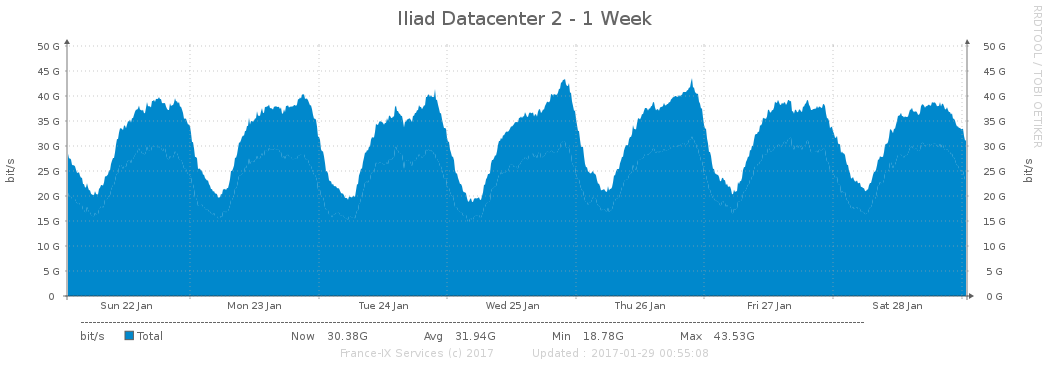 Iliad Datacenter 2 - 1 Week
RRDTOOL / TOBI OETIKER
50 G 50 G
45 G 45 G
40 G 40 G
35 G 35 G
30 G 30 G
25 G 25 G
20 G 20 G
15 G 15 G
10 G 10 G
5 G 5 G
0 0 G
bit/s bit/s
Sun 22 Jan Mon 23 Jan Tue 24 Jan Wed 25 Jan Thu 26 Jan Fri 27 Jan Sat 28 Jan
bit/s Total Now 30.38G Avg 31.94G Min 18.78G Max 43.53G
France-IX Services (c) 2017 Updated : 2017-01-29 00:55:08